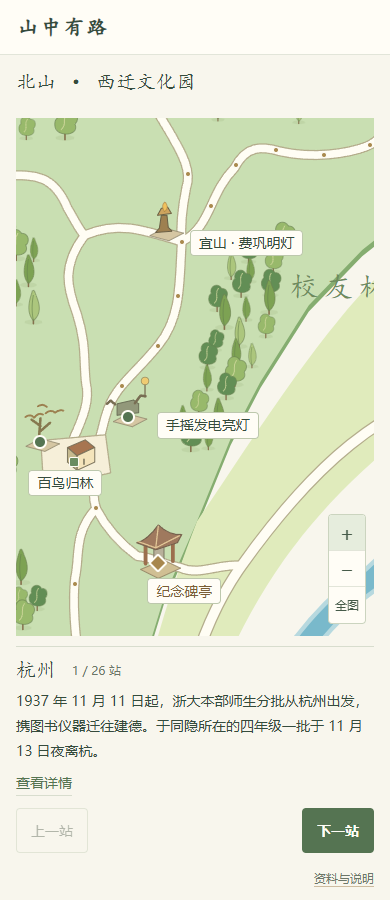 山中有路
北山 • 西迁文化园
宜山 · 费巩明灯
校友林
手摇发电亮灯
百鸟归林
纪念碑亭
+
−
全图
杭州 1 / 26 站
1937 年 11 月 11 日起，浙大本部师生分批从杭州出发，
携图书仪器迁往建德。于同隐所在的四年级一批于 11 月
13 日夜离杭。
查看详情
上一站
下一站
资料与说明